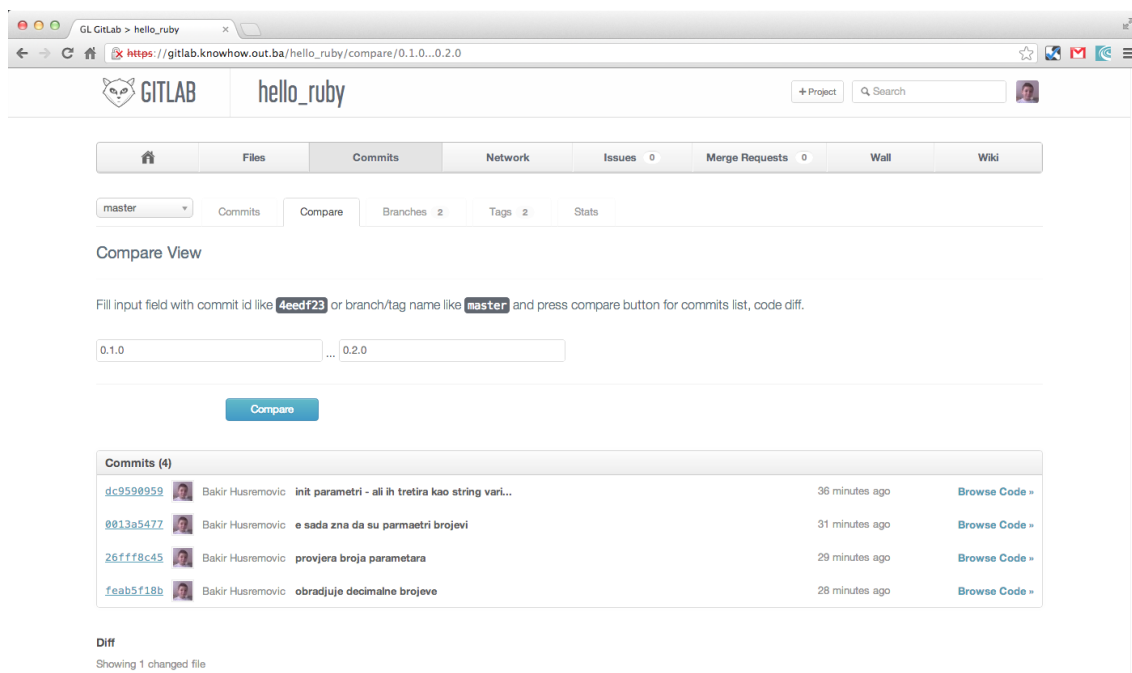 GL GitLab > hello_ruby
https://gitlab.knowhow.out.ba/hello_ruby/compare/0.1.0...0.2.0
GITLAB hello_ruby + Project Search
Files Commits Network Issues 0 Merge Requests 0 Wall Wiki
master Commits Compare Branches 2 Tags 2 Stats
Compare View
Fill input field with commit id like 4eedf23 or branch/tag name like master and press compare button for commits list, code diff.
0.1.0 ... 0.2.0
Compare
Commits (4)
dc9590959 Bakir Husremovic init parametri - ali ih tretira kao string vari... 36 minutes ago Browse Code »
0013a5477 Bakir Husremovic e sada zna da su parmaetri brojevi 31 minutes ago Browse Code »
26fff8c45 Bakir Husremovic provjera broja parametara 29 minutes ago Browse Code »
feab5f18b Bakir Husremovic obradjuje decimalne brojeve 28 minutes ago Browse Code »
Diff
Showing 1 changed file